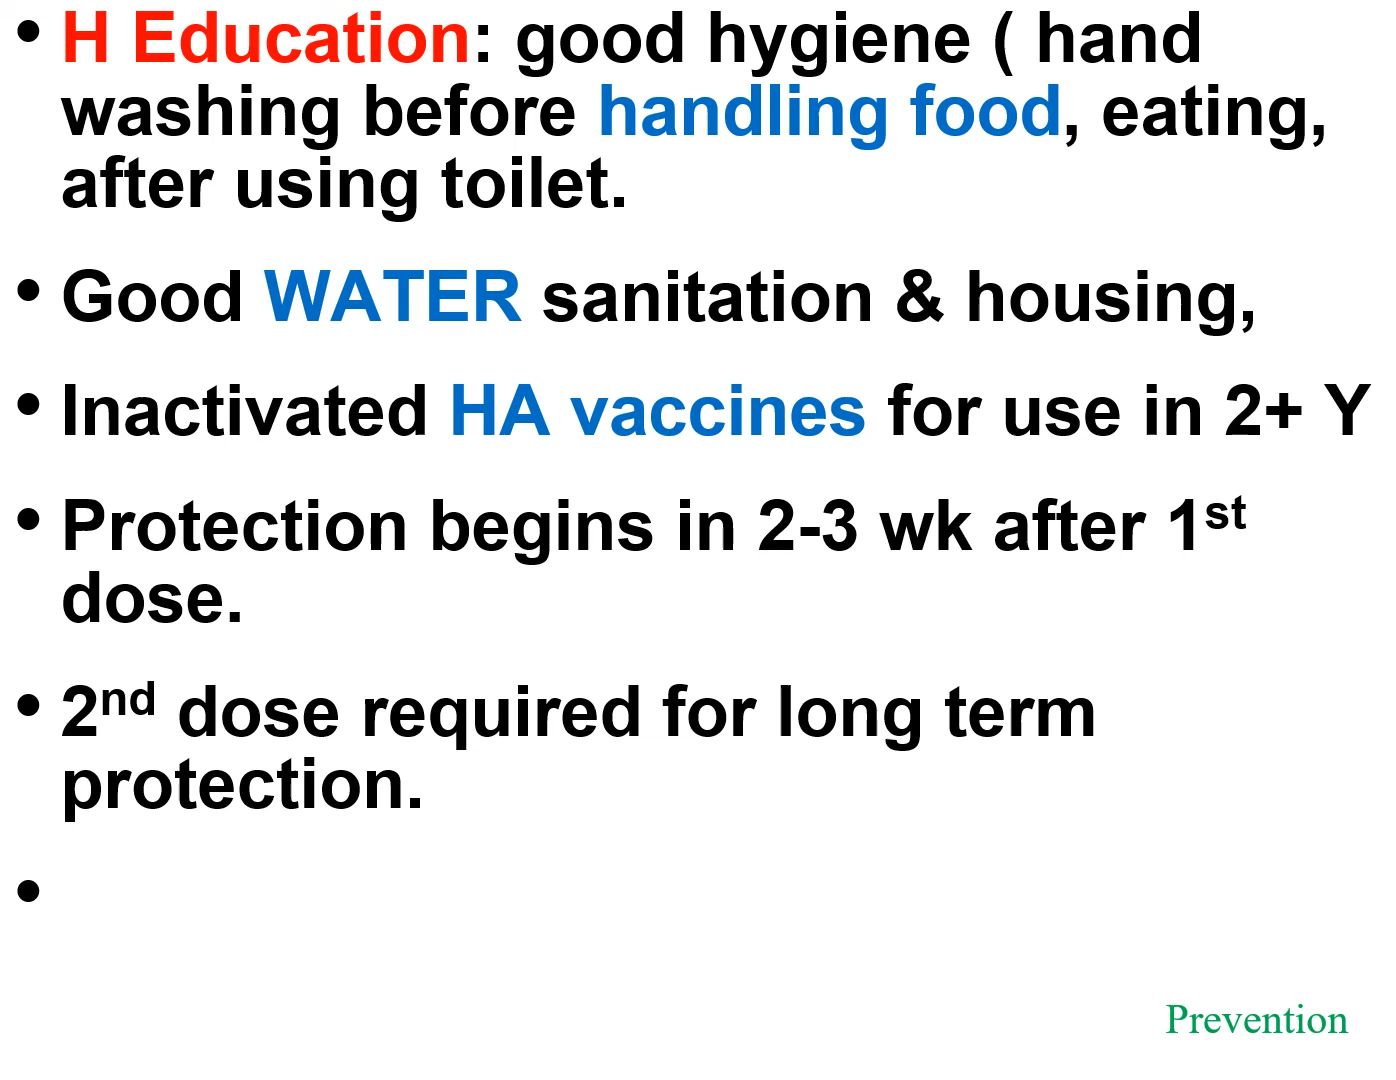 • H Education: good hygiene ( hand
washing before handling food, eating,
after using toilet.
• Good WATER sanitation & housing,
• Inactivated HA vaccines for use in 2+ Y
• Protection begins in 2-3 wk after 1st
dose.
• 2nd dose required for long term
protection.
•
Prevention